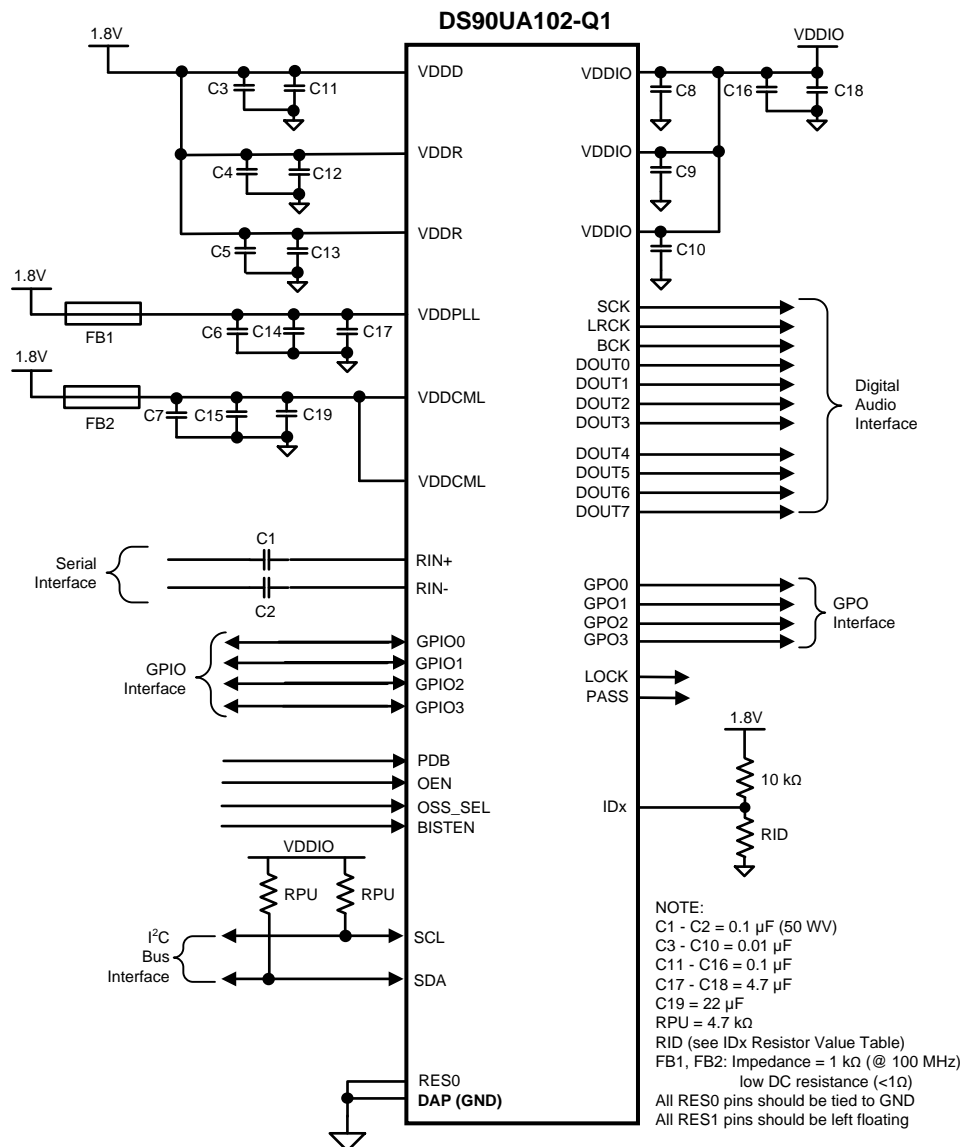 DS90UA102-Q1
1.8V
VDDD
C3
C11
VDDR
C4
C12
VDDR
C5
C13
1.8V
FB1
VDDPLL
C6
C14
C17
1.8V
FB2
VDDCML
C7
C15
C19
VDDCML
Serial
Interface
C1
C2
RIN+
RIN-
GPIO
Interface
GPIO0
GPIO1
GPIO2
GPIO3
PDB
OEN
OSS_SEL
BISTEN
VDDIO
RPU
RPU
I²C
Bus
Interface
SCL
SDA
RES0
DAP (GND)
VDDIO
VDDIO
C8
C16
C18
VDDIO
C9
VDDIO
C10
SCK
LRCK
BCK
DOUT0
DOUT1
DOUT2
DOUT3
DOUT4
DOUT5
DOUT6
DOUT7
Digital
Audio
Interface
GPO0
GPO1
GPO2
GPO3
GPO
Interface
LOCK
PASS
1.8V
10 kΩ
IDx
RID
NOTE:
C1 - C2 = 0.1 µF (50 WV)
C3 - C10 = 0.01 µF
C11 - C16 = 0.1 µF
C17 - C18 = 4.7 µF
C19 = 22 µF
RPU = 4.7 kΩ
RID (see IDx Resistor Value Table)
FB1, FB2: Impedance = 1 kΩ (@ 100 MHz)
low DC resistance (<1Ω)
All RES0 pins should be tied to GND
All RES1 pins should be left floating